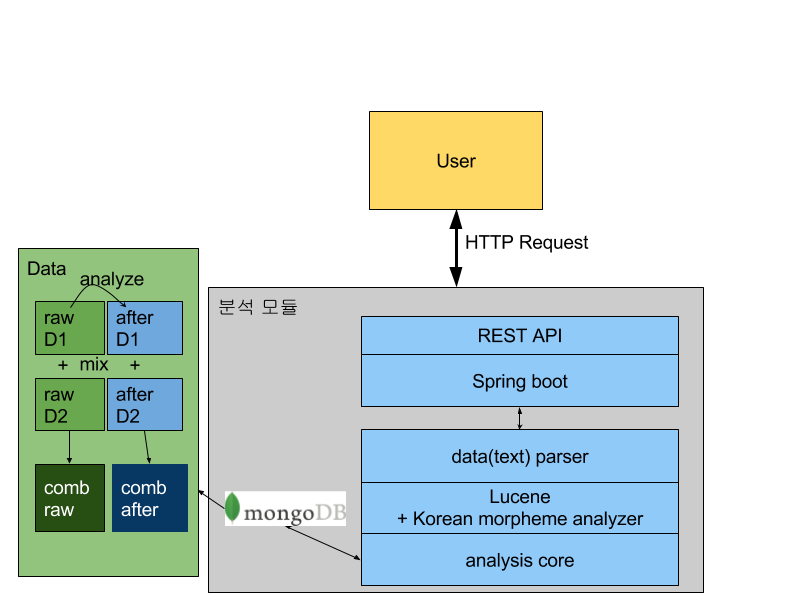 User
HTTP Request
Data
analyze
raw
D1
after
D1
+ mix +
raw
D2
after
D2
comb
raw
comb
after
분석 모듈
REST API
Spring boot
data(text) parser
Lucene
+ Korean morpheme analyzer
analysis core
mongoDB